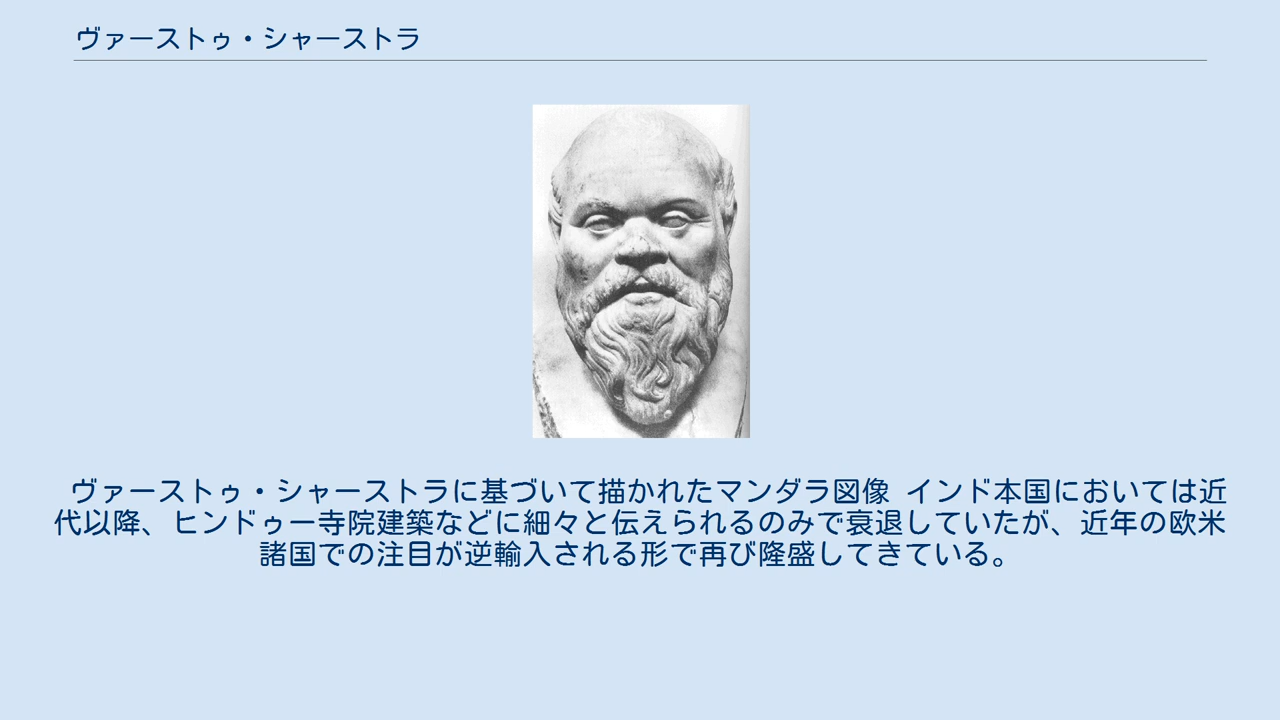 ヴァーストゥ・シャーストラ
ヴァーストゥ・シャーストラに基づいて描かれたマンダラ図像 インド本国においては近
代以降、ヒンドゥー寺院建築などに細々と伝えられるのみで衰退していたが、近年の欧米
諸国での注目が逆輸入される形で再び隆盛してきている。